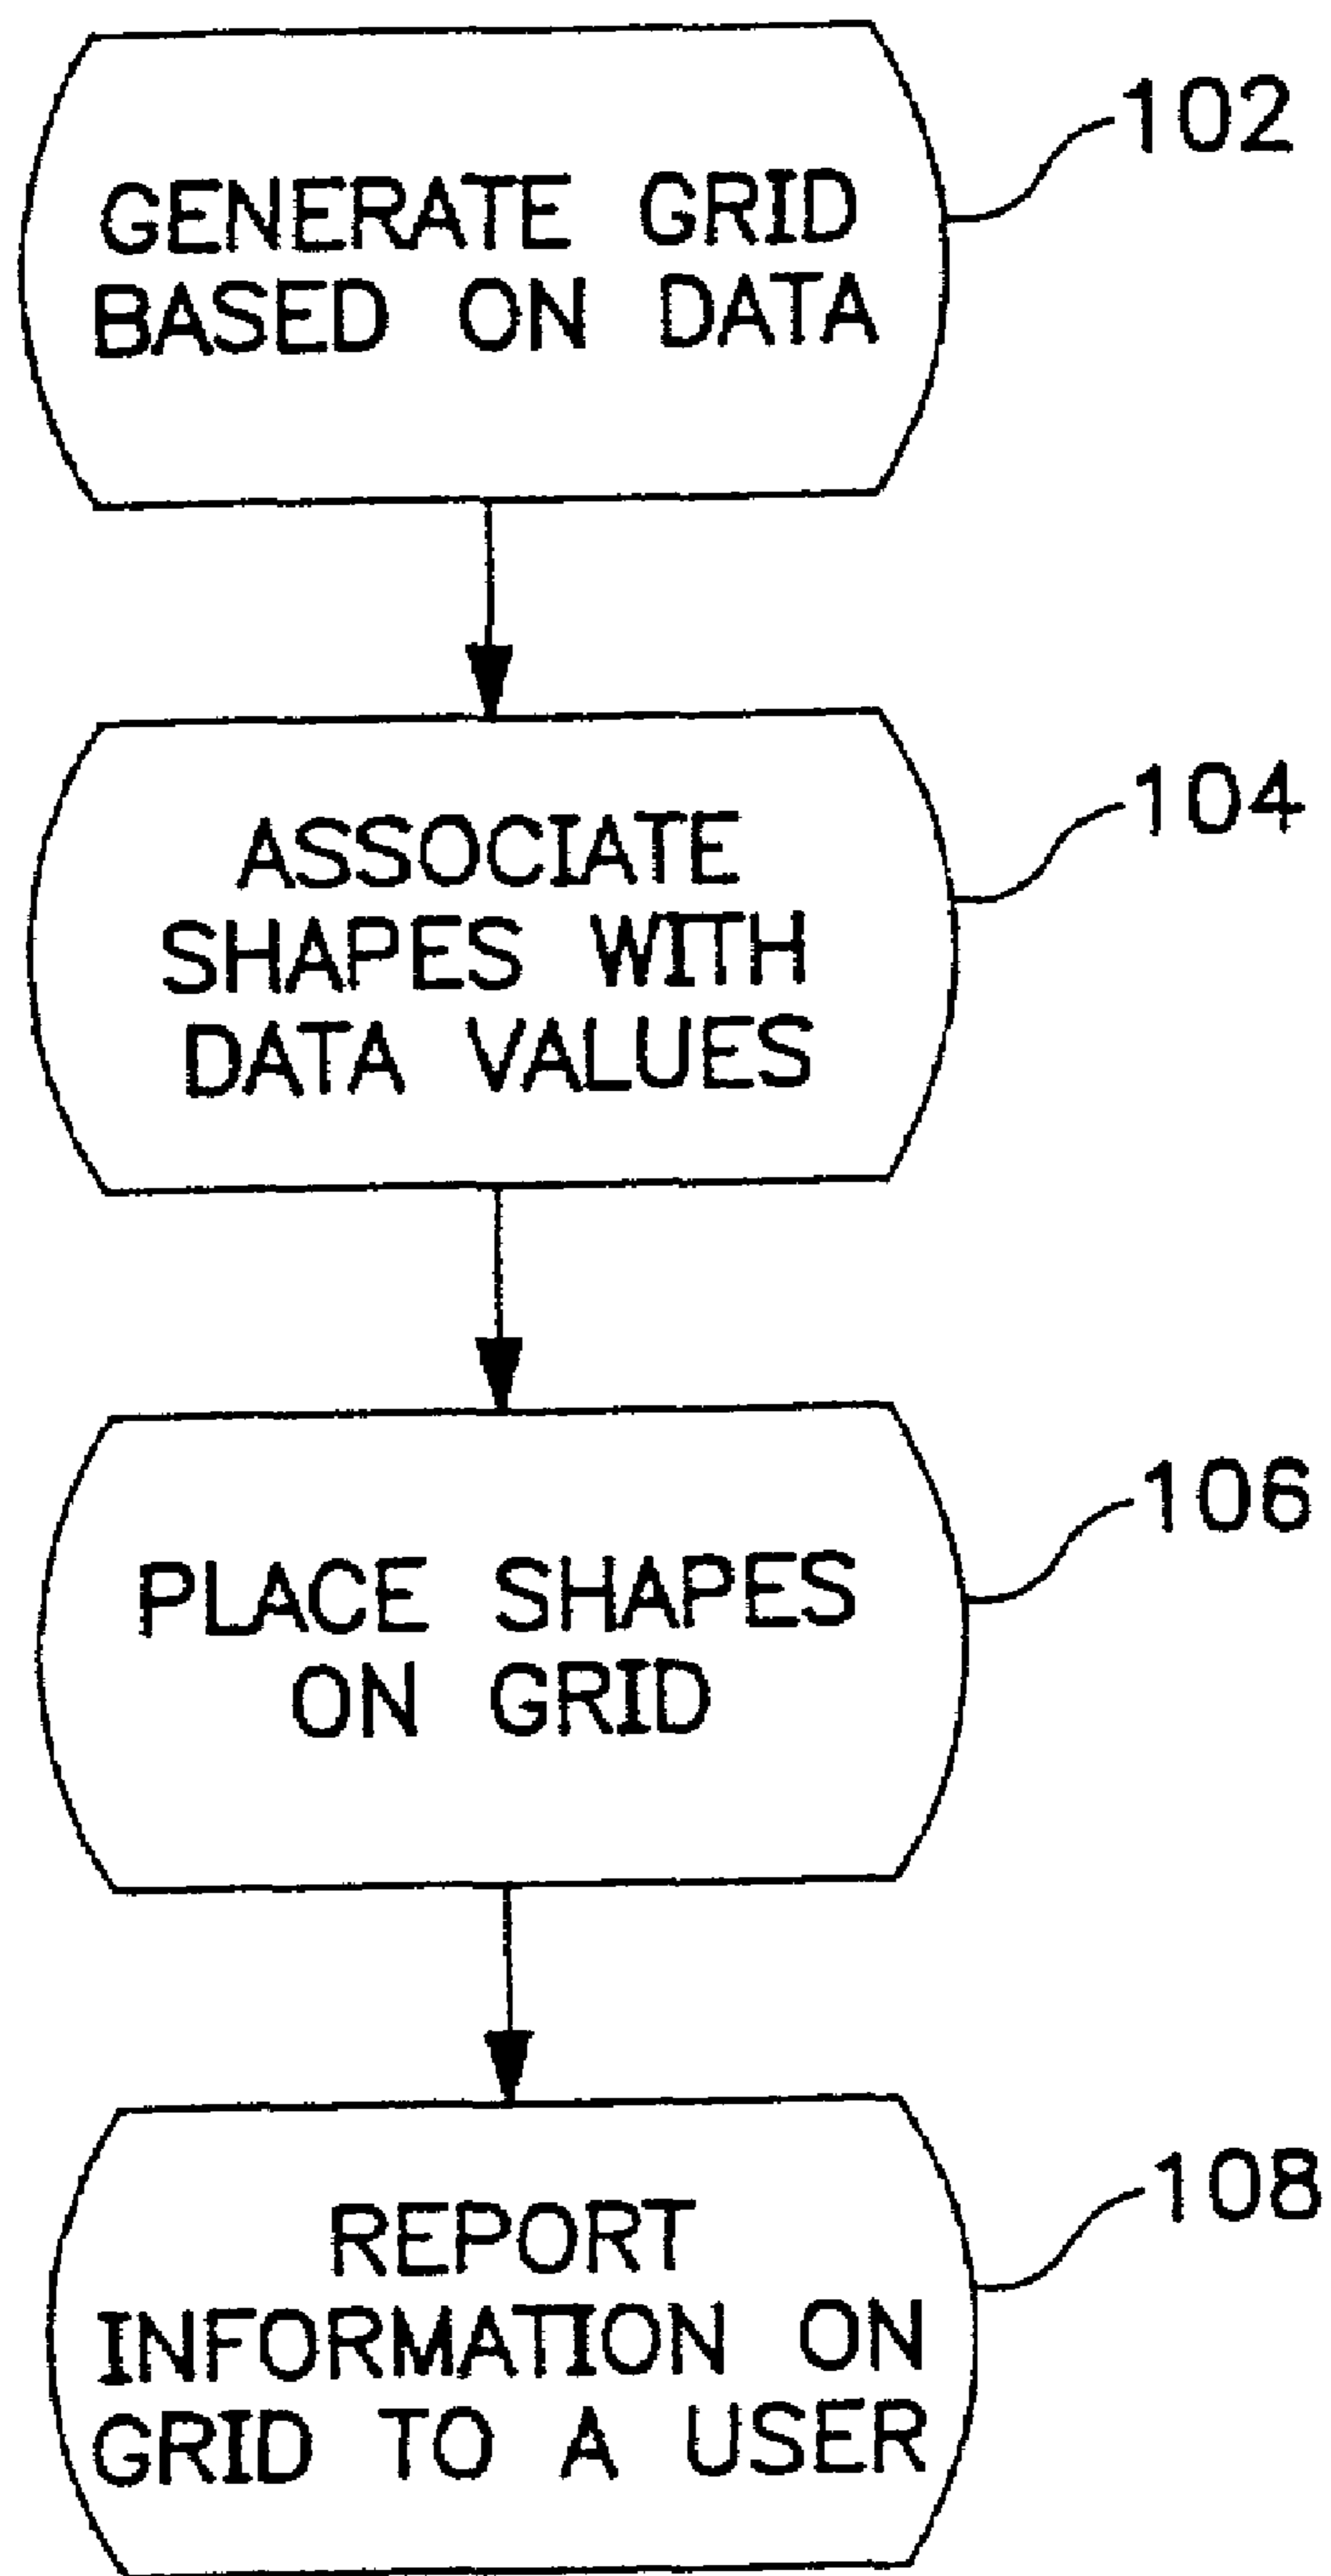 102
GENERATE GRID
BASED ON DATA
104
ASSOCIATE
SHAPES WITH
DATA VALUES
106
PLACE SHAPES
ON GRID
108
REPORT
INFORMATION ON
GRID TO A USER